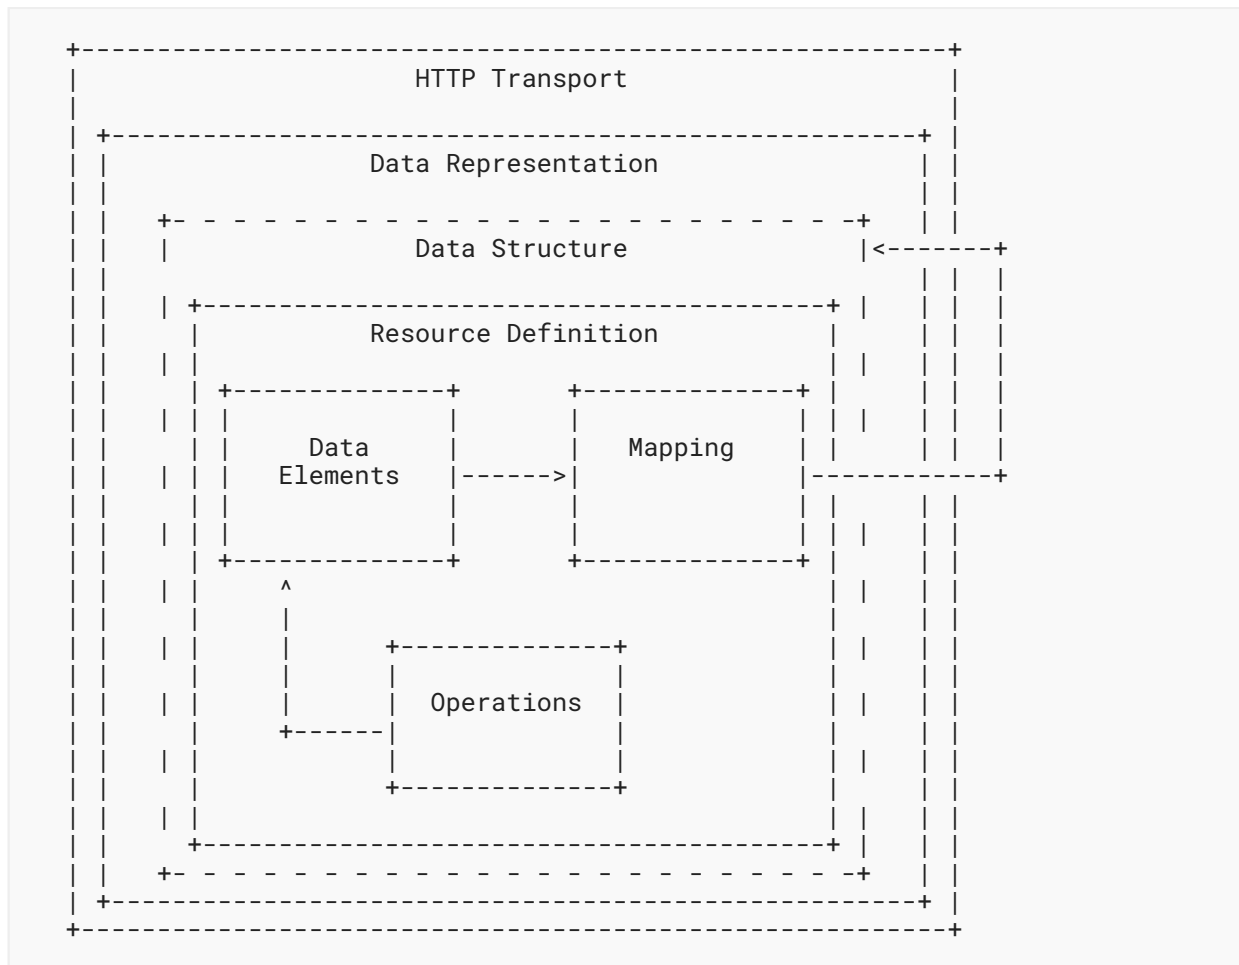 HTTP Transport
Data Representation
Data Structure
Resource Definition
Data
Elements
Mapping
Operations